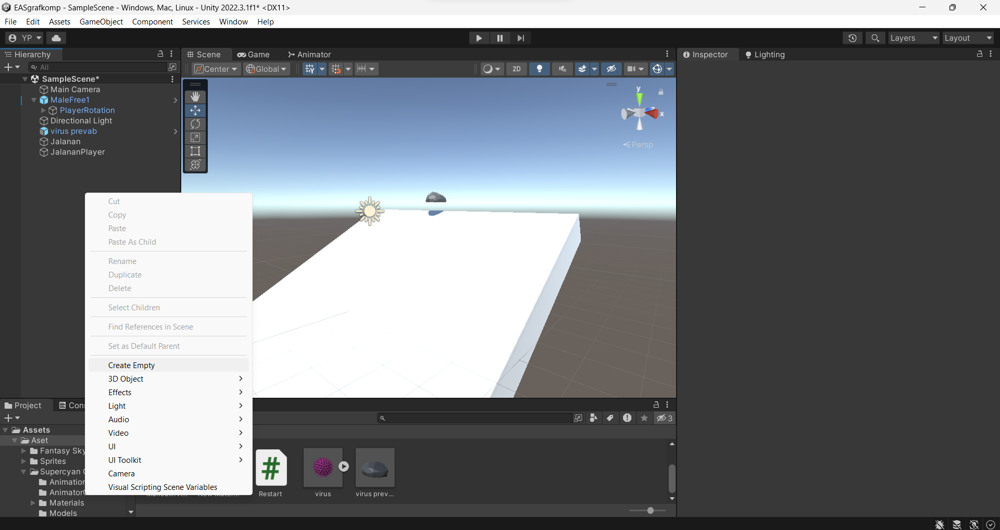 EASgrafkomp - SampleScene - Windows, Mac, Linux - Unity 2022.3.1f1* <DX11>
File Edit Assets GameObject Component Services Window Help
YP
Layers
Layout
Hierarchy
All
SampleScene*
Main Camera
MaleFree1
PlayerRotation
Directional Light
virus prevab
Jalanan
JalananPlayer
Scene
Game
Animator
Center
Global
2D
y
x
z
Persp
Inspector
Lighting
Cut
Copy
Paste
Paste As Child
Rename
Duplicate
Delete
Select Children
Find References in Scene
Set as Default Parent
Create Empty
3D Object
Effects
Light
Audio
Video
UI
UI Toolkit
Camera
Visual Scripting Scene Variables
Project
Cons
3
Assets
Aset
Fantasy Sky
Sprites
Supercyan
Animation
Animator
Materials
Models
#
Restart
virus
virus prev...